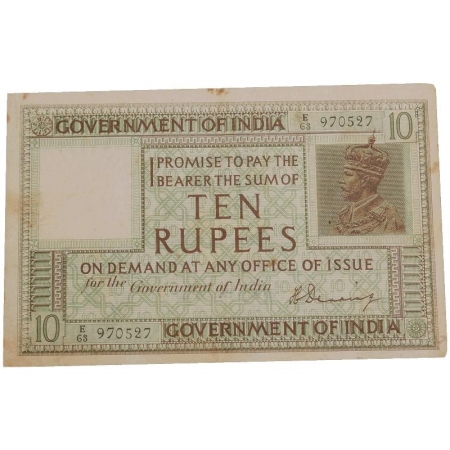 GOVERNMENT OF INDIA E/63 970527 10
I PROMISE TO PAY THE
BEARER THE SUM OF
TEN
RUPEES
ON DEMAND AT ANY OFFICE OF ISSUE
for the Government of India
10 E/63 970527 GOVERNMENT OF INDIA